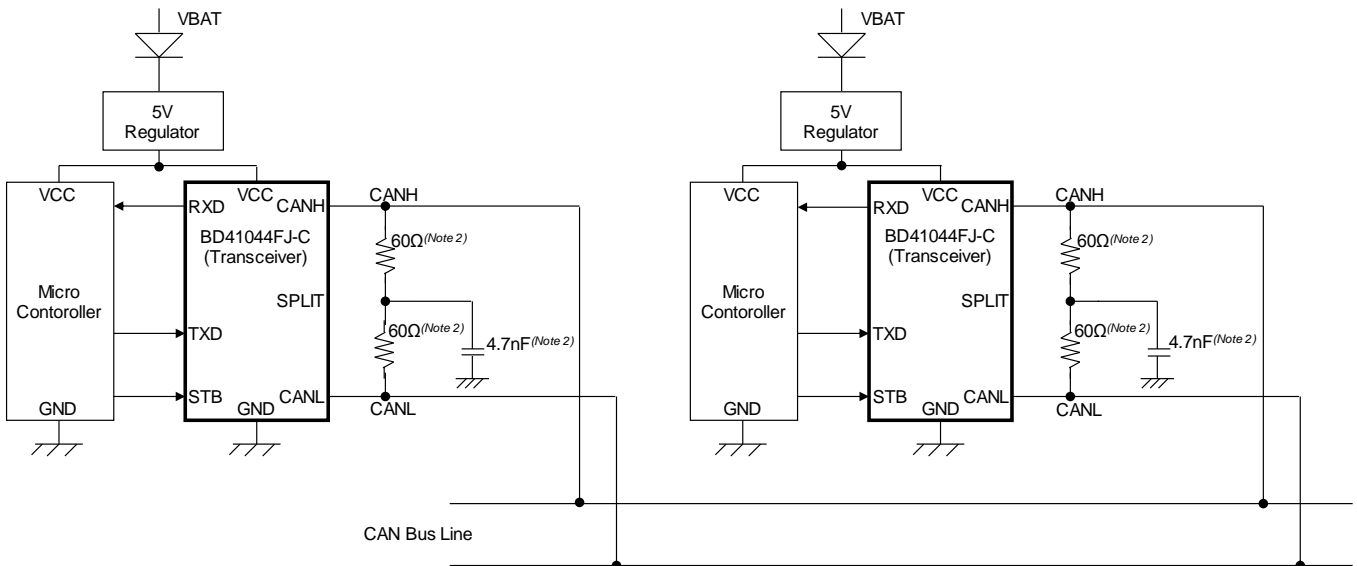 VBAT
5V
Regulator
VCC
Micro
Contoroller
GND
VCC
RXD
CANH
BD41044FJ-C
(Transceiver)
SPLIT
TXD
STB
CANL
GND
CANH
60Ω(Note 2)
60Ω(Note 2)
4.7nF(Note 2)
CANL
VBAT
5V
Regulator
VCC
Micro
Contoroller
GND
VCC
RXD
CANH
BD41044FJ-C
(Transceiver)
SPLIT
TXD
STB
CANL
GND
CANH
60Ω(Note 2)
60Ω(Note 2)
4.7nF(Note 2)
CANL
CAN Bus Line